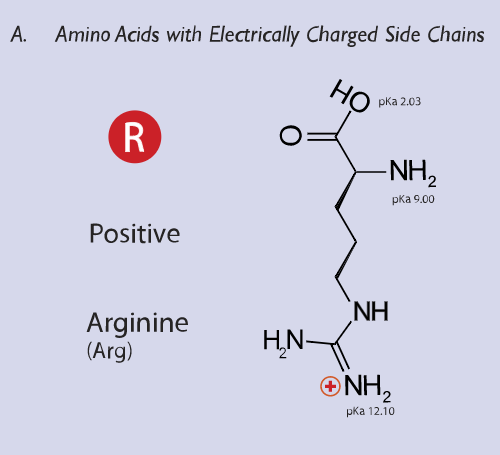 A. Amino Acids with Electrically Charged Side Chains
HO pKa 2.03
R
O
NH2
pKa 9.00
Positive
Arginine
(Arg)
NH
H2N
+NH2
pKa 12.10